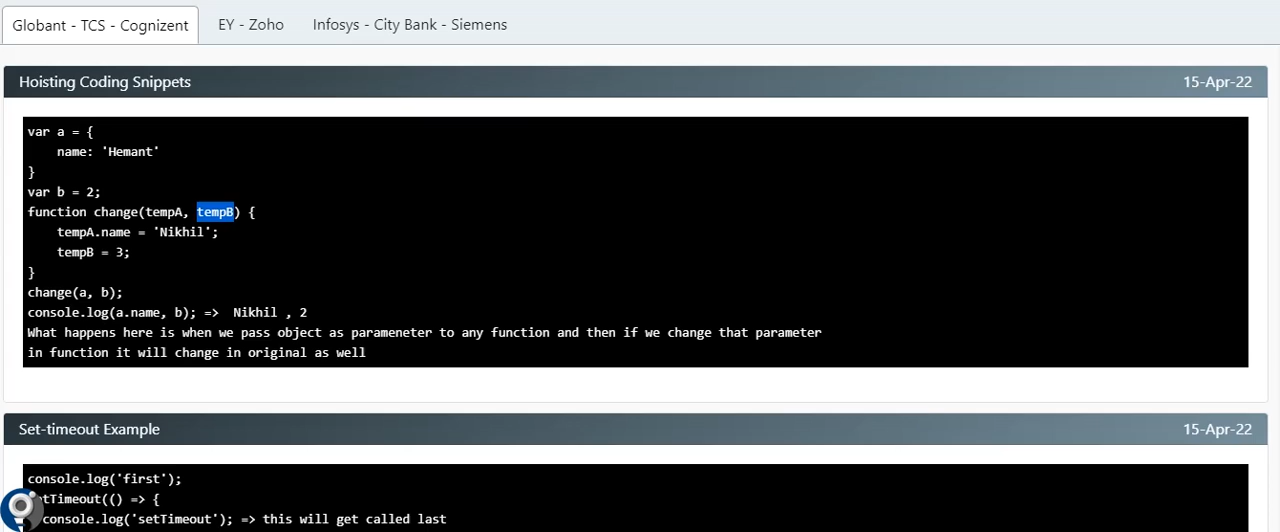 Globant - TCS - Cognizent
EY - Zoho
Infosys - City Bank - Siemens
Hoisting Coding Snippets
15-Apr-22
var a = {
    name: 'Hemant'
}
var b = 2;
function change(tempA, tempB) {
    tempA.name = 'Nikhil';
    tempB = 3;
}
change(a, b);
console.log(a.name, b); =>  Nikhil , 2
What happens here is when we pass object as parameneter to any function and then if we change that parameter
in function it will change in original as well
Set-timeout Example
15-Apr-22
console.log('first');
etTimeout(() => {
console.log('setTimeout'); => this will get called last